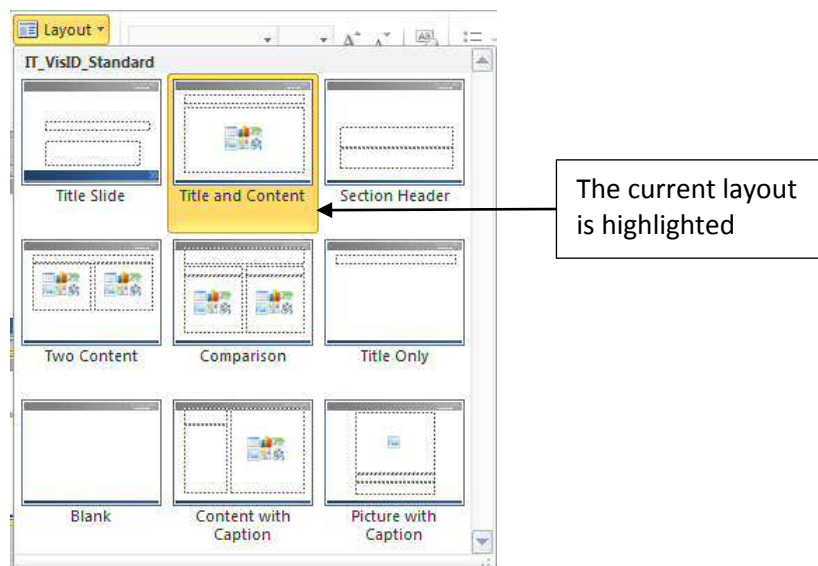 Layout
IT_VisID_Standard
Title Slide
Title and Content
Section Header
The current layout
is highlighted
Two Content
Comparison
Title Only
Blank
Content with
Caption
Picture with
Caption